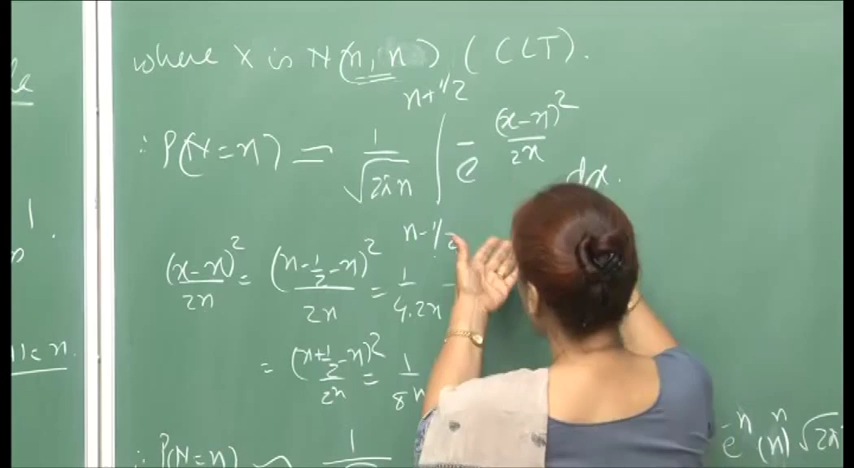 where X is N(n, n) (CLT).
∴ P(N=n) ≃ 1/√(2πn) ∫_{n-1/2}^{n+1/2} e^{-(x-n)^2/2n} dx.
(x-n)^2/2n = (n-1/2-n)^2/2n = 1/4.2n
= (n+1/2-n)^2/2n = 1/8n
e^{-n} (n)^n √2π
∴ P(N=n) ≃ 1/√